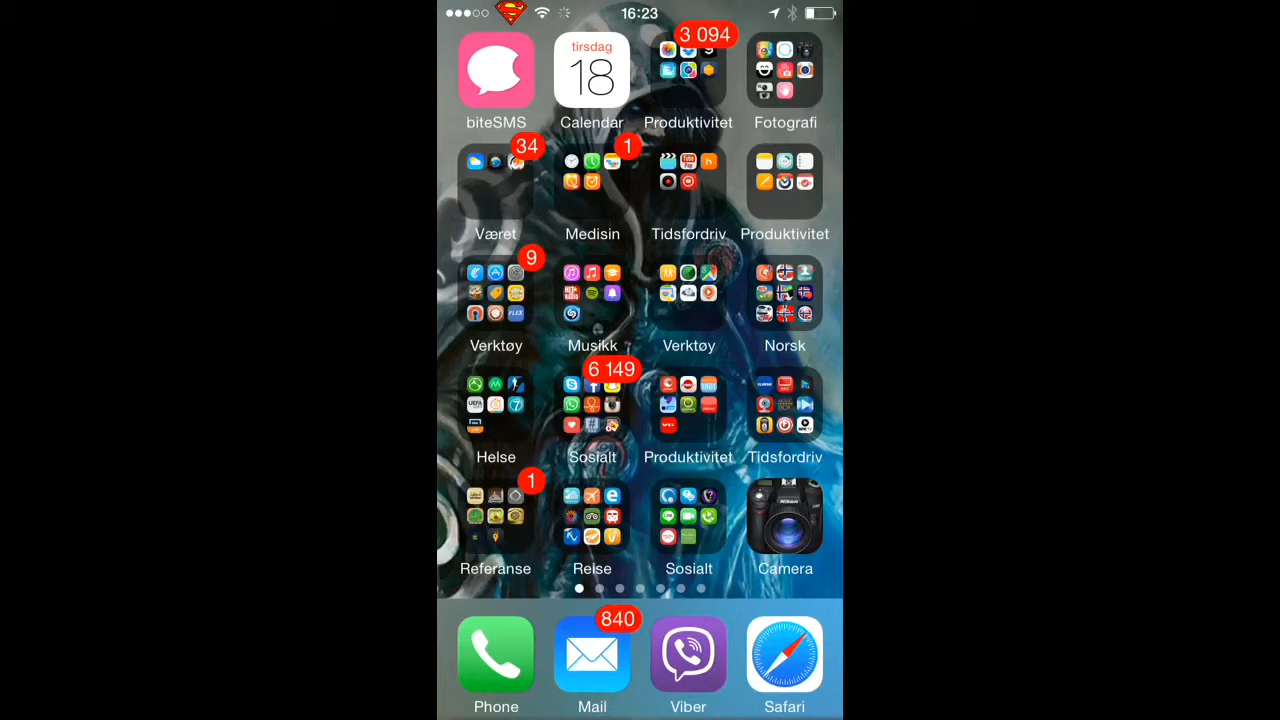 16:23
3 094
tirsdag
18
biteSMS Calendar Produktivitet Fotografi
34 1
Været Medisin Tidsfordriv Produktivitet
9
Verktøy Musikk Verktøy Norsk
6 149
Helse Sosialt Produktivitet Tidsfordriv
1
Nikon
Referanse Reise Sosialt Camera
840
Phone Mail Viber Safari